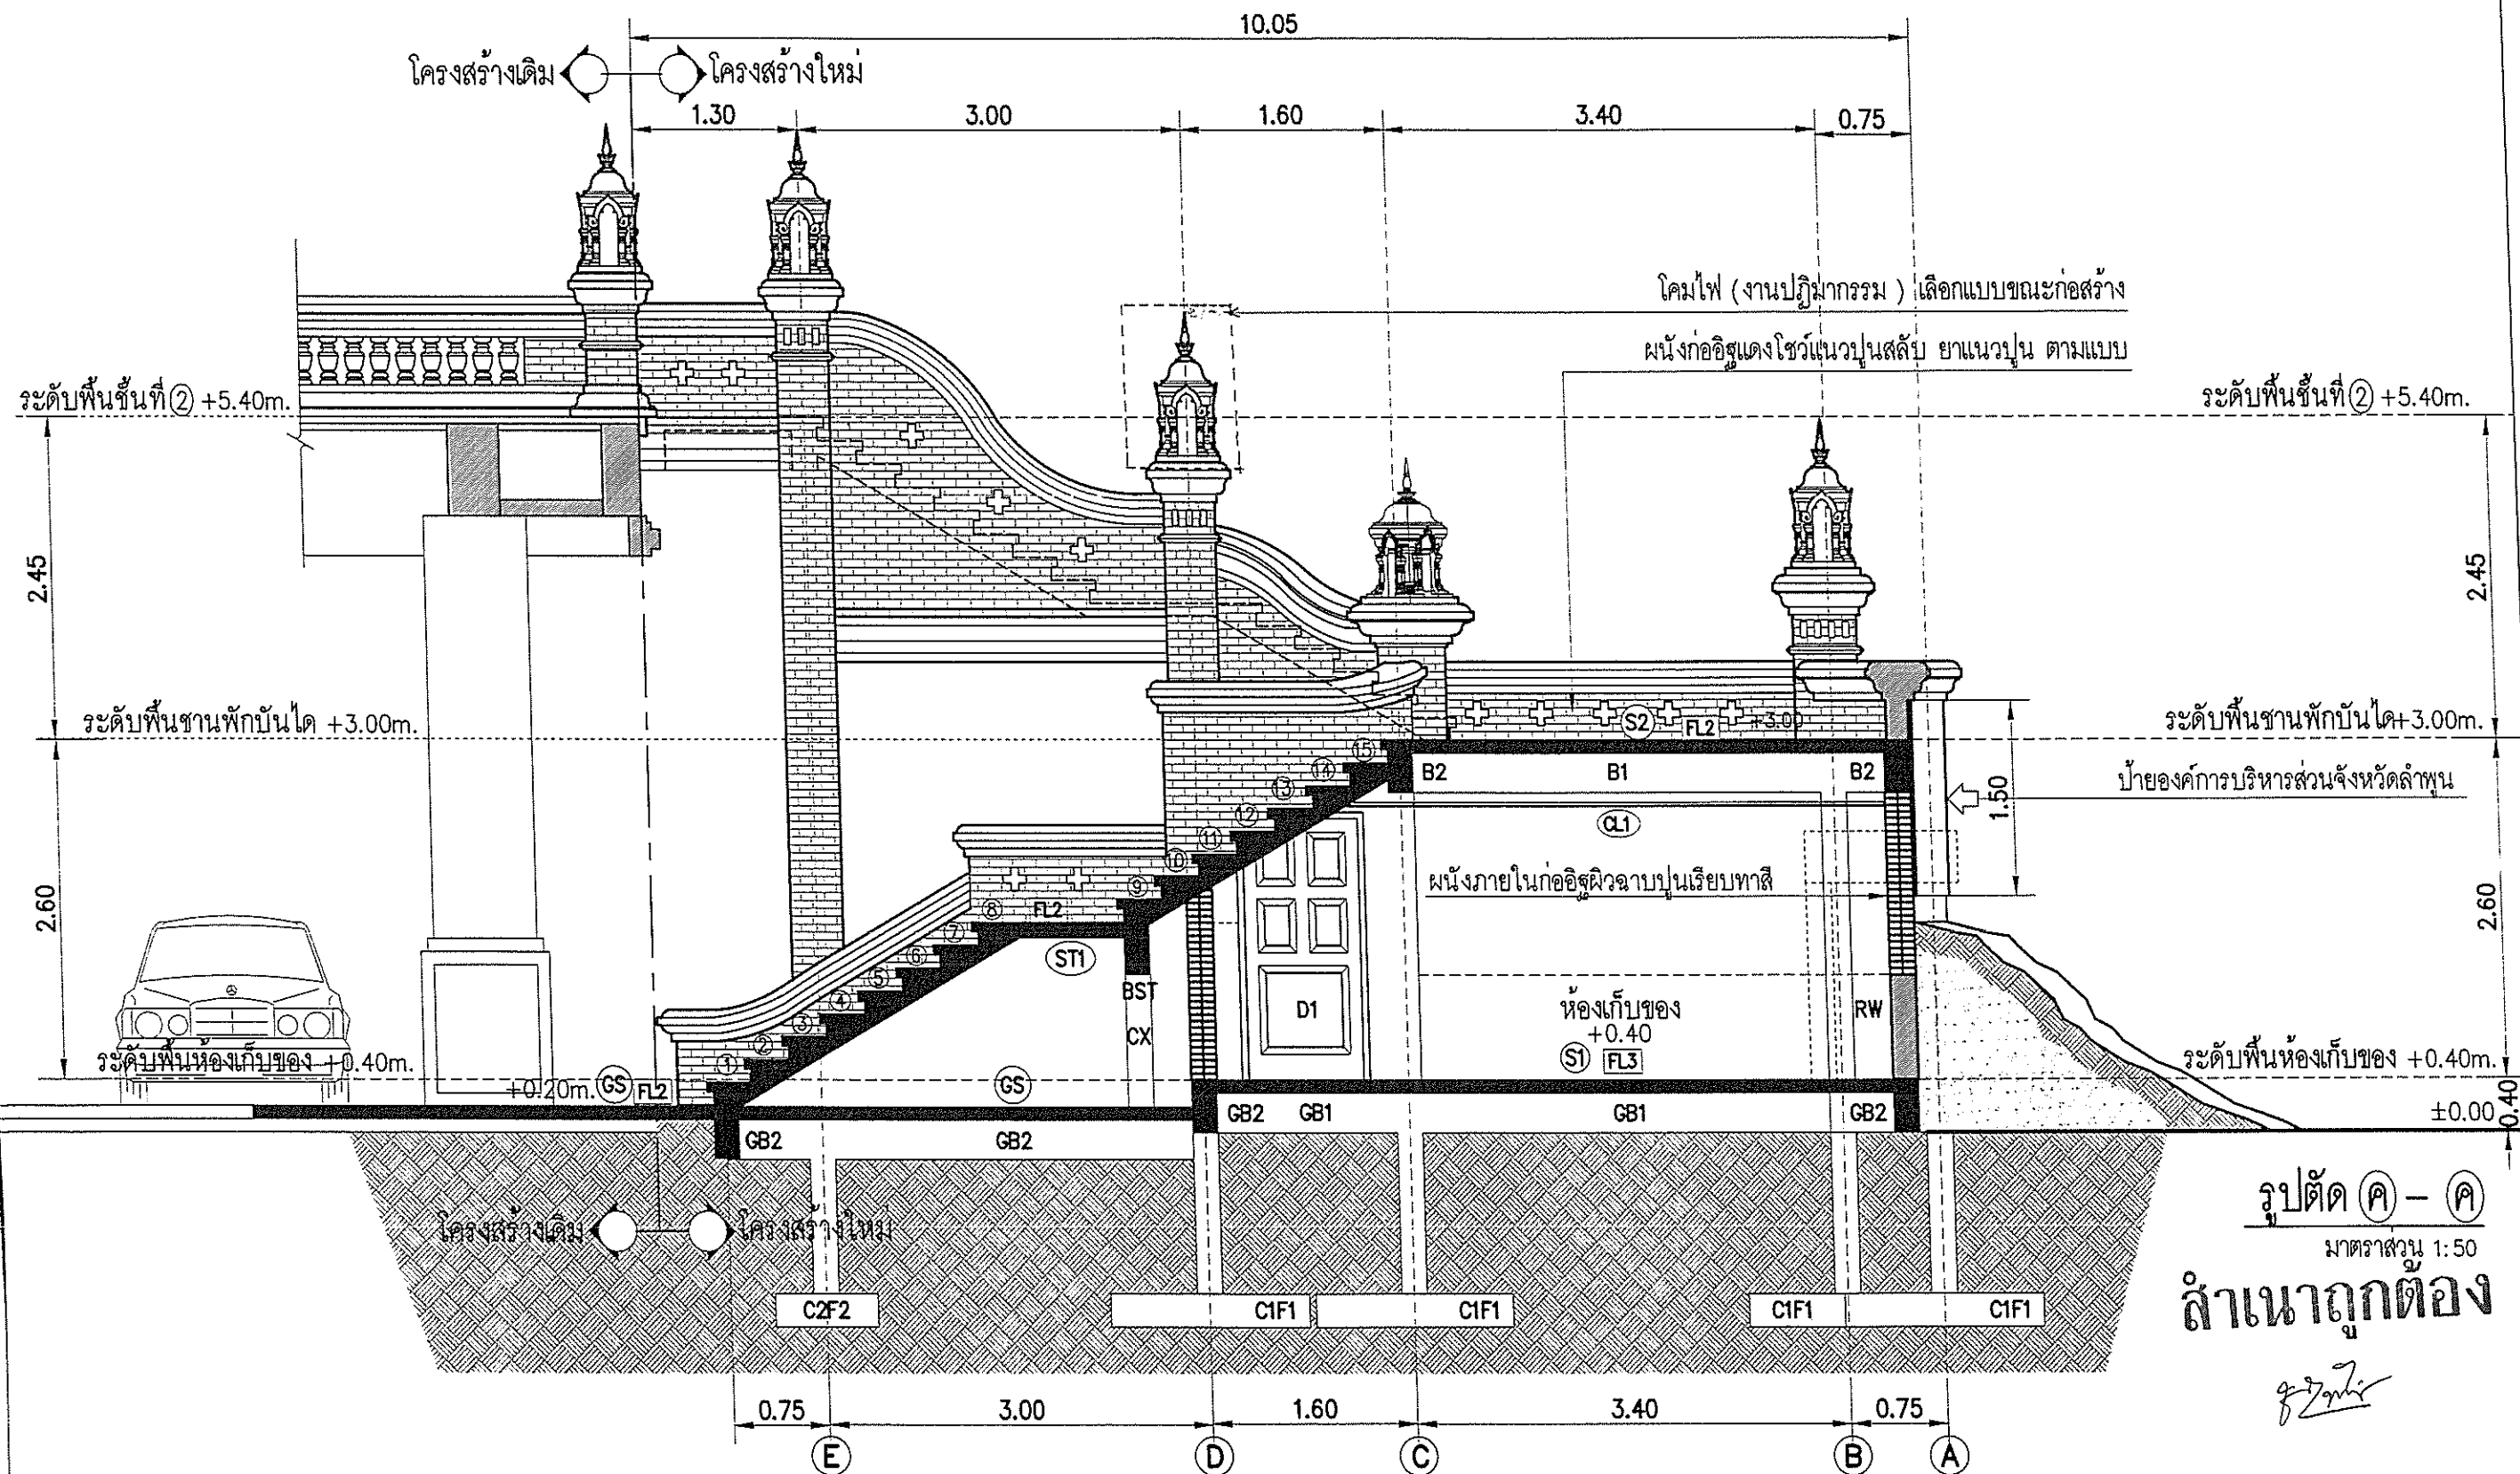 10.05
โครงสร้างเดิม โครงสร้างใหม่
1.30 3.00 1.60 3.40 0.75
โคมไฟ (งานปฏิมากรรม ) เลือกแบบขณะก่อสร้าง
ผนังก่ออิฐแดงโชว์แนวปูนสลับ ยาแนวปูน ตามแบบ
ระดับพื้นชั้นที่ 2 +5.40m.
ระดับพื้นชั้นที่ 2 +5.40m.
2.45
2.45
ระดับพื้นชานพักบันได +3.00m.
S2 FL2 +3.00
ระดับพื้นชานพักบันได+3.00m.
B2 B1 B2
ป้ายองค์การบริหารส่วนจังหวัดลำพูน
1.50
CL1
ผนังภายในก่ออิฐผิวฉาบปูนเรียบทาสี
2.60
2.60
15
14
13
12
11
10
9
8 FL2
7
6
5
4
3
2
1
ST1
BST
CX
D1
ห้องเก็บของ
+0.40
S1 FL3
RW
ระดับพื้นห้องเก็บของ +0.40m.
ระดับพื้นห้องเก็บของ +0.40m.
+0.20m. GS FL2
GS
0.40
±0.00
GB2 GB2 GB2 GB1 GB1 GB2
โครงสร้างเดิม โครงสร้างใหม่
C2F2 C1F1 C1F1 C1F1 C1F1
รูปตัด ค - ค
มาตราส่วน 1:50
สำเนาถูกต้อง
0.75 3.00 1.60 3.40 0.75
E D C B A